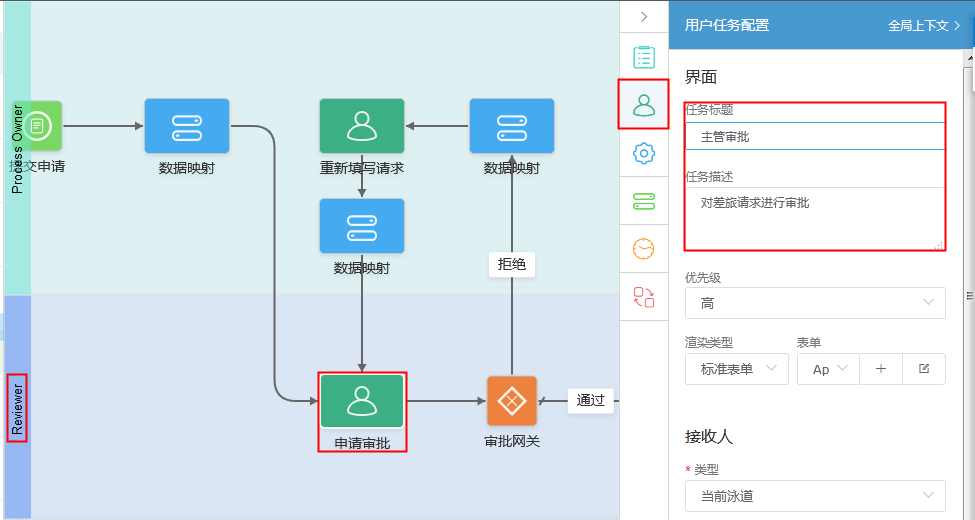 Process Owner
提交申请
数据映射
重新填写请求
数据映射
数据映射
拒绝
Reviewer
申请审批
审批网关
通过
用户任务配置
全局上下文
界面
任务标题
主管审批
任务描述
对差旅请求进行审批
优先级
高
渲染类型
表单
标准表单
Ap
接收人
* 类型
当前泳道